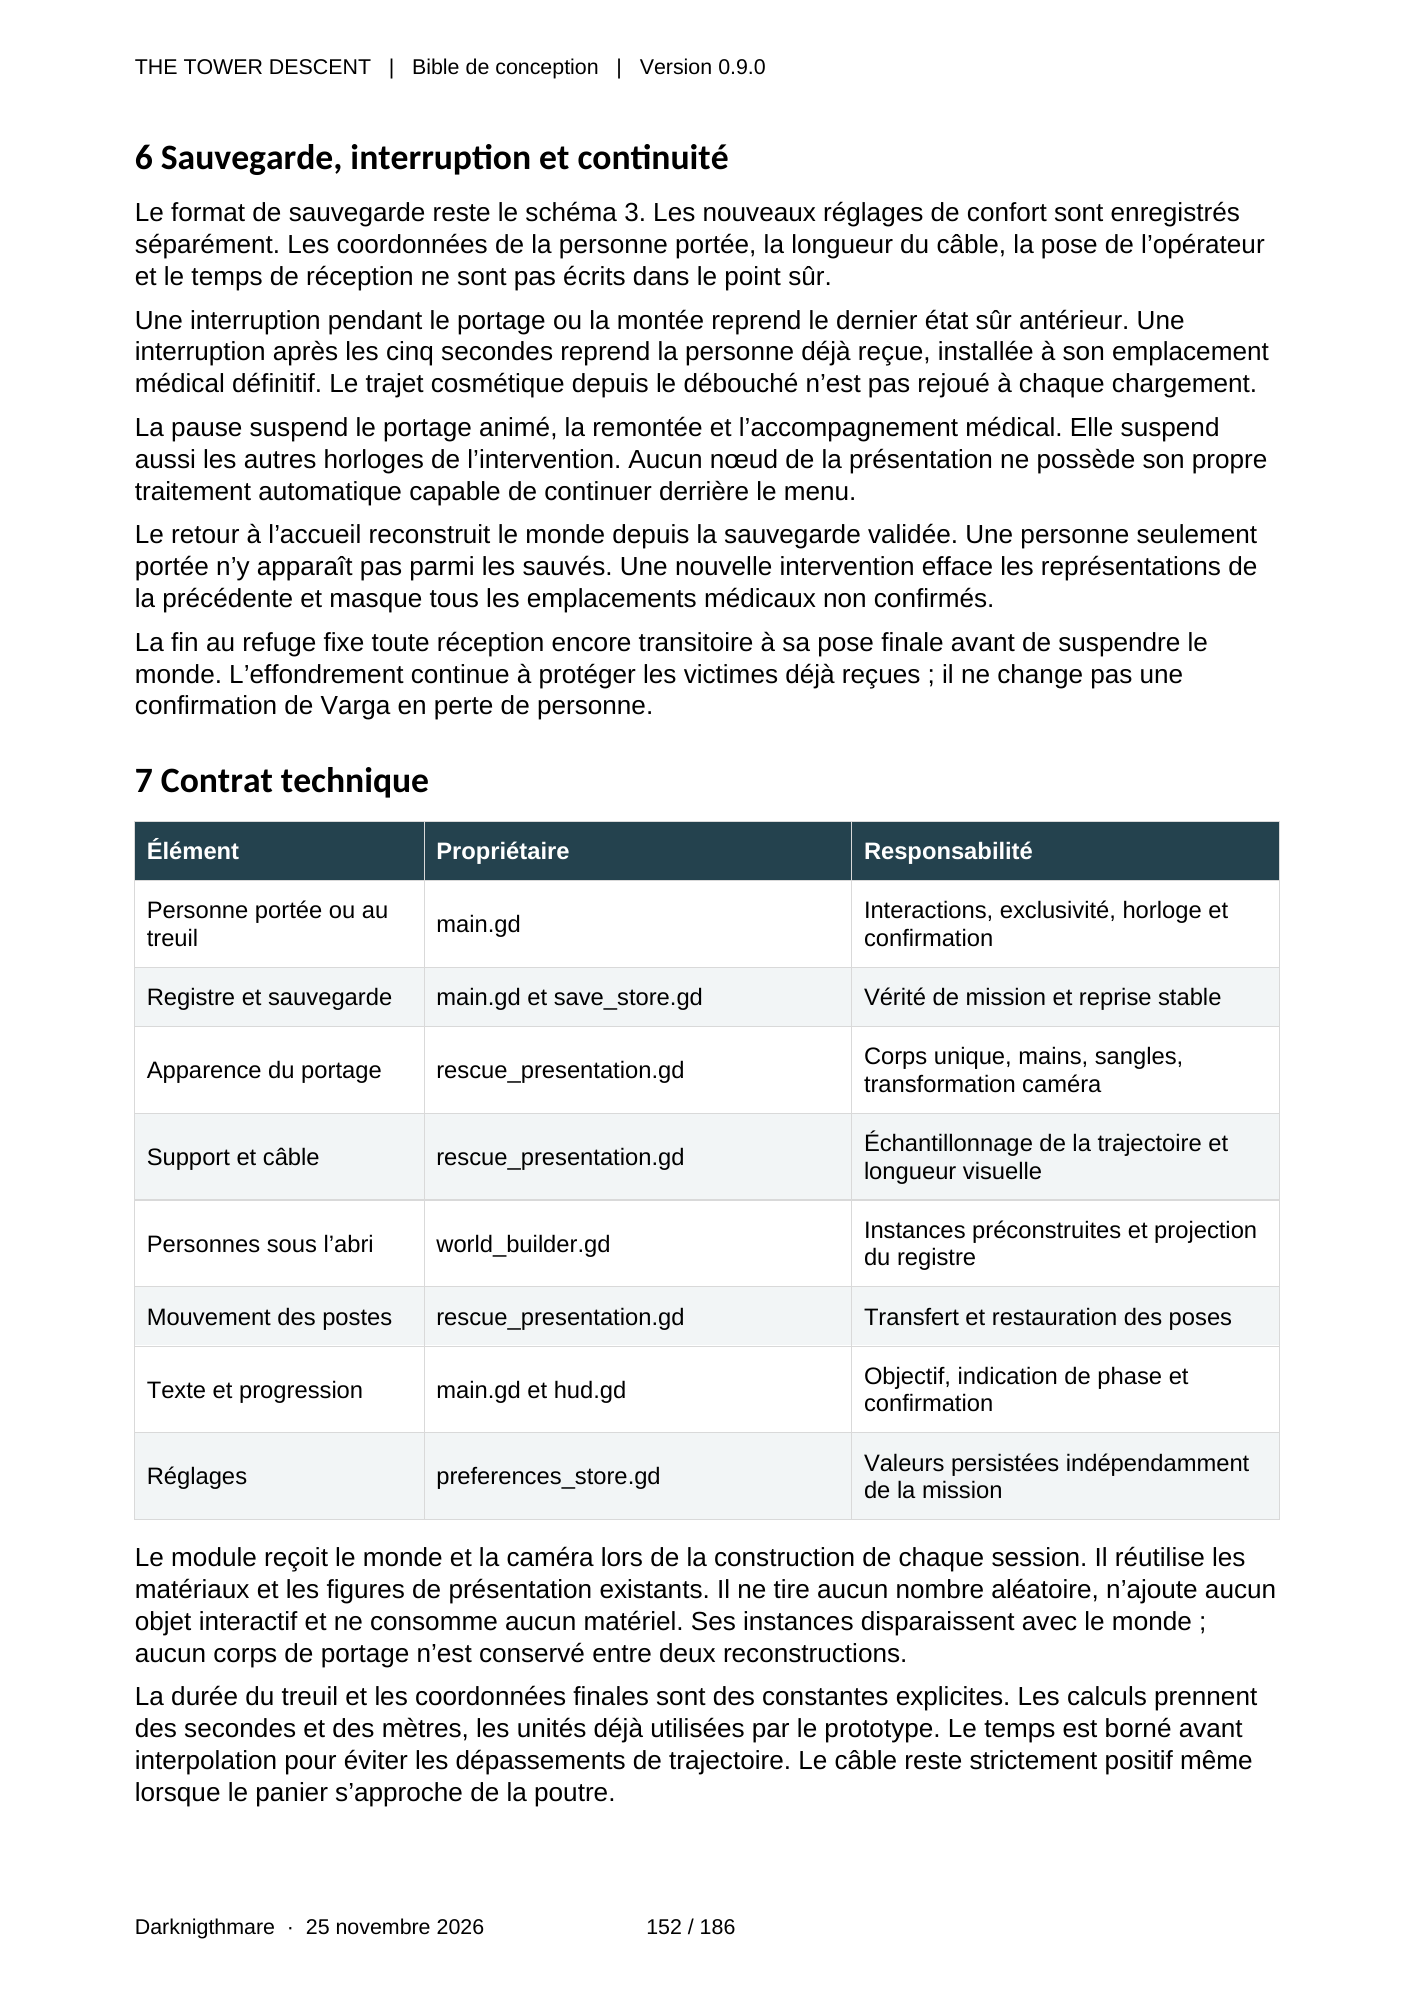 THE TOWER DESCENT | Bible de conception | Version 0.9.0
6 Sauvegarde, interruption et continuité
Le format de sauvegarde reste le schéma 3. Les nouveaux réglages de confort sont enregistrés
séparément. Les coordonnées de la personne portée, la longueur du câble, la pose de l’opérateur
et le temps de réception ne sont pas écrits dans le point sûr.
Une interruption pendant le portage ou la montée reprend le dernier état sûr antérieur. Une
interruption après les cinq secondes reprend la personne déjà reçue, installée à son emplacement
médical définitif. Le trajet cosmétique depuis le débouché n’est pas rejoué à chaque chargement.
La pause suspend le portage animé, la remontée et l’accompagnement médical. Elle suspend
aussi les autres horloges de l’intervention. Aucun nœud de la présentation ne possède son propre
traitement automatique capable de continuer derrière le menu.
Le retour à l’accueil reconstruit le monde depuis la sauvegarde validée. Une personne seulement
portée n’y apparaît pas parmi les sauvés. Une nouvelle intervention efface les représentations de
la précédente et masque tous les emplacements médicaux non confirmés.
La fin au refuge fixe toute réception encore transitoire à sa pose finale avant de suspendre le
monde. L’effondrement continue à protéger les victimes déjà reçues ; il ne change pas une
confirmation de Varga en perte de personne.
7 Contrat technique
Élément Propriétaire Responsabilité
Personne portée ou au
treuil
main.gd
Interactions, exclusivité, horloge et
confirmation
Registre et sauvegarde main.gd et save_store.gd Vérité de mission et reprise stable
Apparence du portage rescue_presentation.gd
Corps unique, mains, sangles,
transformation caméra
Support et câble rescue_presentation.gd
Échantillonnage de la trajectoire et
longueur visuelle
Personnes sous l’abri world_builder.gd
Instances préconstruites et projection
du registre
Mouvement des postes rescue_presentation.gd Transfert et restauration des poses
Texte et progression main.gd et hud.gd
Objectif, indication de phase et
confirmation
Réglages preferences_store.gd
Valeurs persistées indépendamment
de la mission
Le module reçoit le monde et la caméra lors de la construction de chaque session. Il réutilise les
matériaux et les figures de présentation existants. Il ne tire aucun nombre aléatoire, n’ajoute aucun
objet interactif et ne consomme aucun matériel. Ses instances disparaissent avec le monde ;
aucun corps de portage n’est conservé entre deux reconstructions.
La durée du treuil et les coordonnées finales sont des constantes explicites. Les calculs prennent
des secondes et des mètres, les unités déjà utilisées par le prototype. Le temps est borné avant
interpolation pour éviter les dépassements de trajectoire. Le câble reste strictement positif même
lorsque le panier s’approche de la poutre.
Darknigthmare · 25 novembre 2026 152 / 186